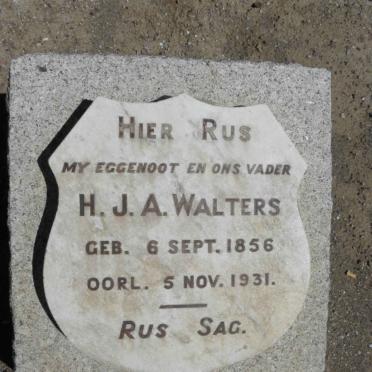 HIER RUS
MY EGGENOOT EN ONS VADER
H. J. A. WALTERS
GEB. 6 SEPT. 1856
OORL. 5 NOV. 1931.
RUS SAG.